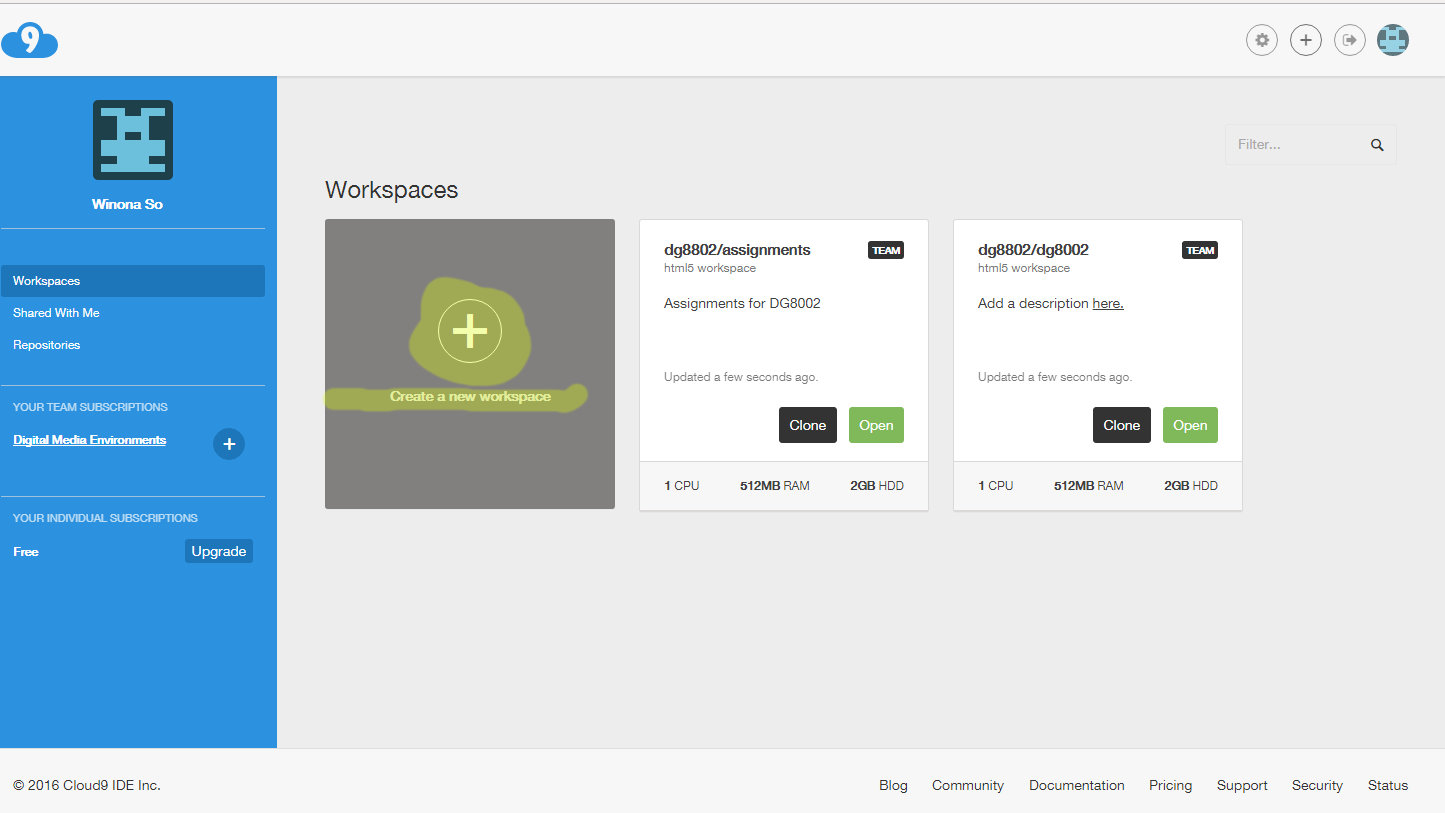 9
Winona So
Workspaces
Shared With Me
Repositories
YOUR TEAM SUBSCRIPTIONS
Digital Media Environments
YOUR INDIVIDUAL SUBSCRIPTIONS
Free Upgrade
Filter...
Workspaces
Create a new workspace
dg8802/assignments TEAM
html5 workspace
Assignments for DG8002
Updated a few seconds ago.
Clone Open
1 CPU 512MB RAM 2GB HDD
dg8802/dg8002 TEAM
html5 workspace
Add a description here.
Updated a few seconds ago.
Clone Open
1 CPU 512MB RAM 2GB HDD
© 2016 Cloud9 IDE Inc.
Blog Community Documentation Pricing Support Security Status